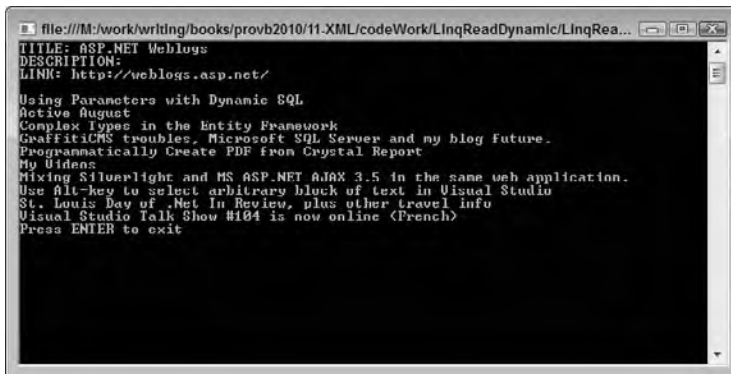 file:///M:/work/writing/books/provb2010/11-XML/codeWork/LinqReadDynamic/LinqRea...
TITLE: ASP.NET Weblogs
DESCRIPTION:
LINK: http://weblogs.asp.net/
Using Parameters with Dynamic SQL
Active August
Complex Types in the Entity Framework
GraffitiCMS troubles, Microsoft SQL Server and my blog future.
Programmatically Create PDF from Crystal Report
My Videos
Mixing Silverlight and MS ASP.NET AJAX 3.5 in the same web application.
Use Alt-key to select arbitrary block of text in Visual Studio
St. Louis Day of .Net In Review, plus other travel info
Visual Studio Talk Show #104 is now online (French)
Press ENTER to exit